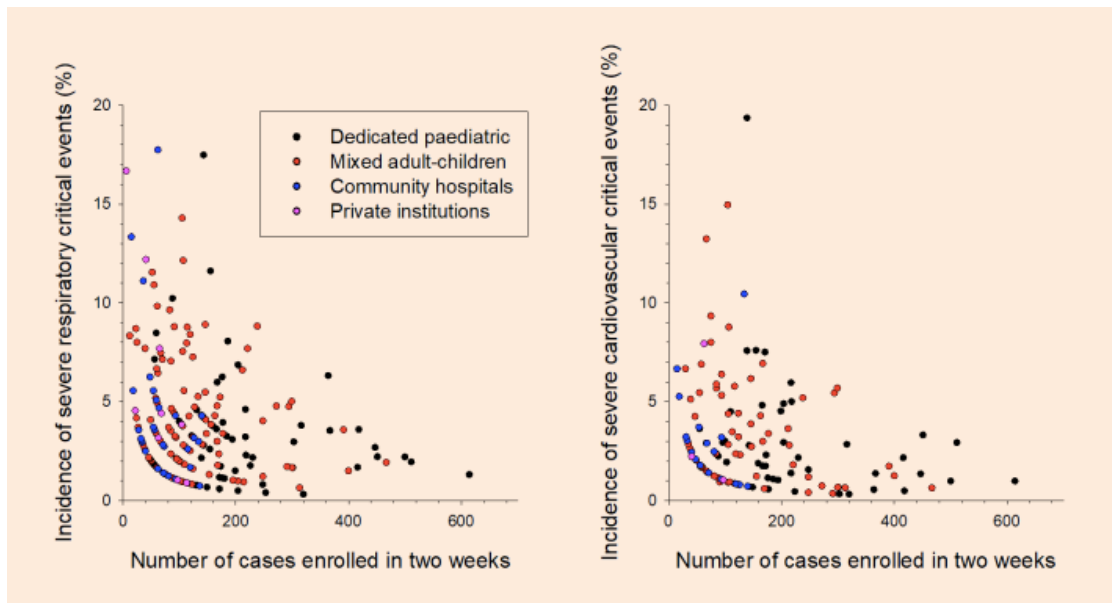 Incidence of severe respiratory critical events (%)
20
15
10
5
0
0
200
400
600
Number of cases enrolled in two weeks
Dedicated paediatric
Mixed adult-children
Community hospitals
Private institutions
Incidence of severe cardiovascular critical events (%)
20
15
10
5
0
0
200
400
600
Number of cases enrolled in two weeks